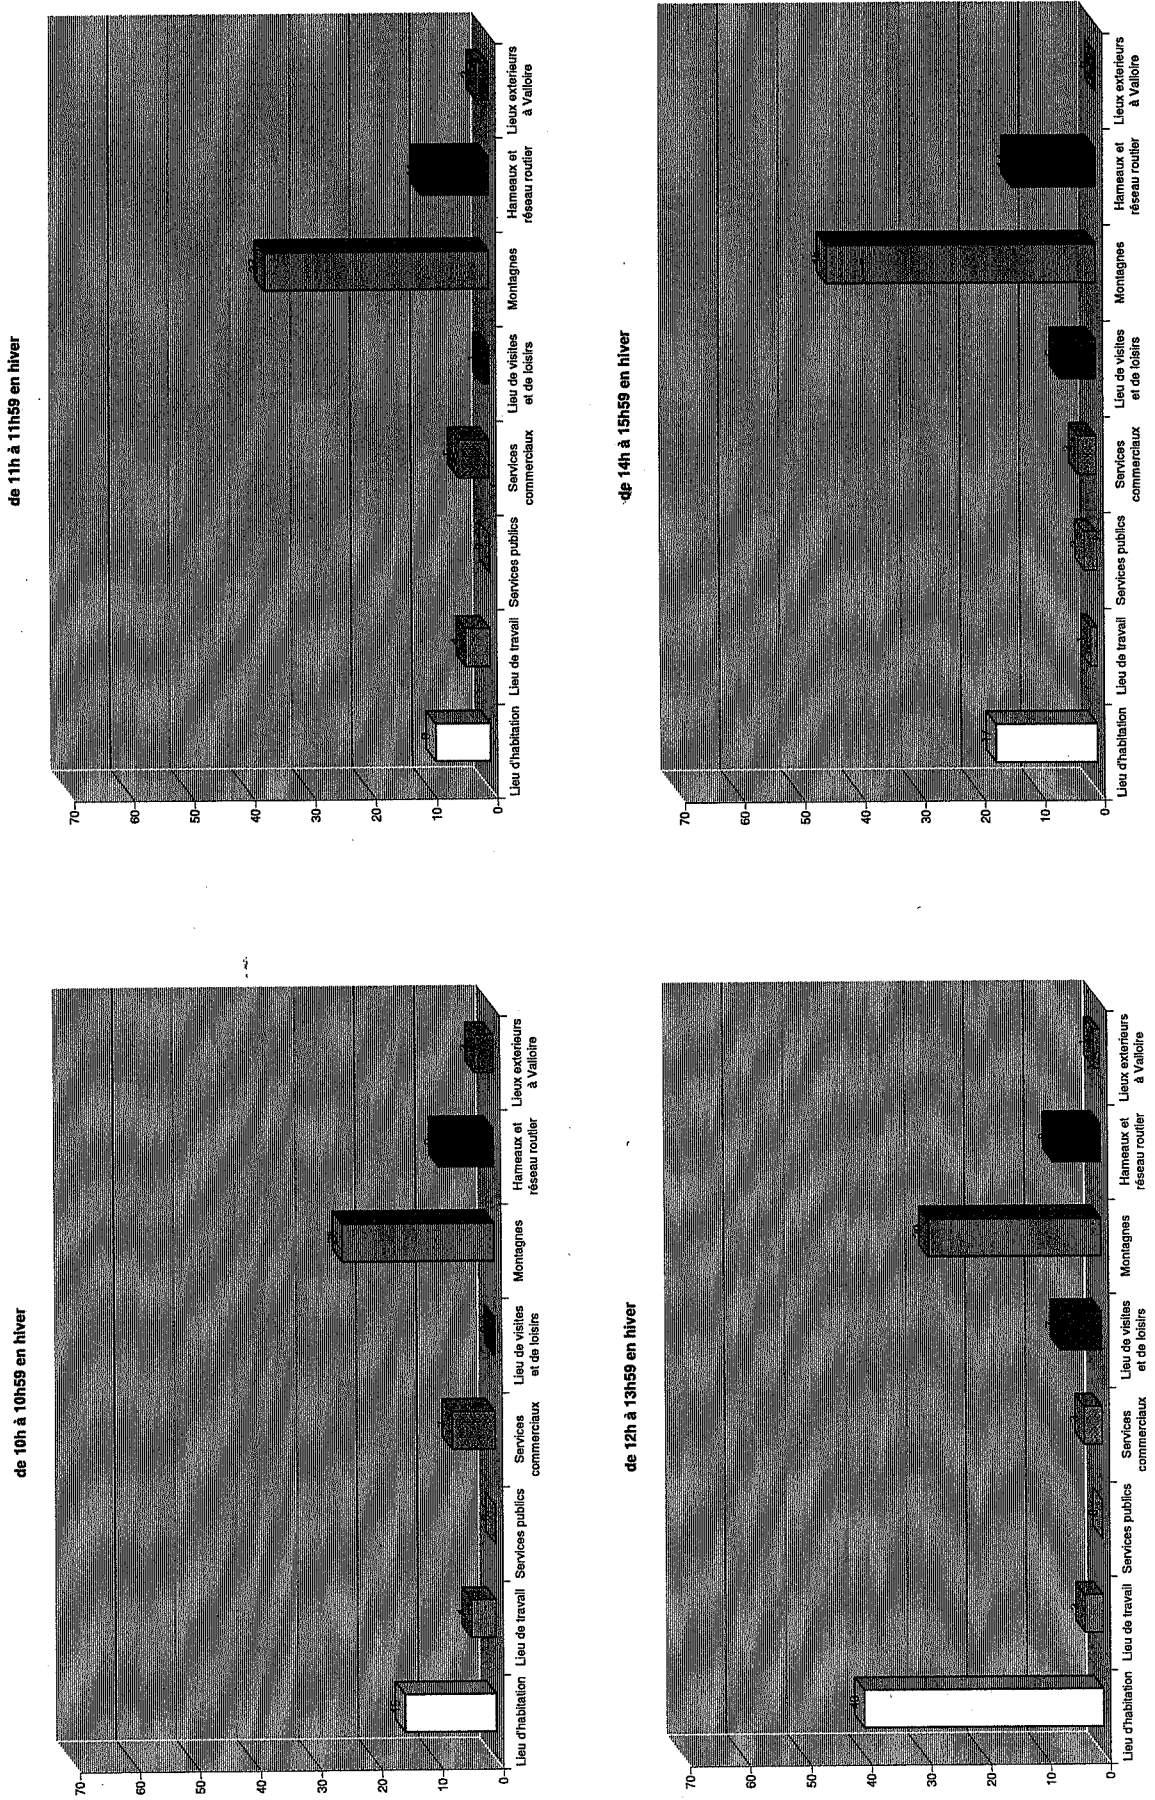 de 10h à 10h59 en hiver
70
60
50
40
30
20
10
0
15
Lieu d'habitation
Lieu de travail
Services publics
Services
commerciaux
Lieu de visites
et de loisirs
Montagnes
Hameaux et
réseau routier
Lieux exterieurs
à Valloire
de 11h à 11h59 en hiver
70
60
50
40
30
20
10
0
Lieu d'habitation
Lieu de travail
Services publics
Services
commerciaux
Lieu de visites
et de loisirs
Montagnes
Hameaux et
réseau routier
Lieux exterieurs
à Valloire
de 12h à 13h59 en hiver
70
60
50
40
30
20
10
0
40
Lieu d'habitation
Lieu de travail
Services publics
Services
commerciaux
Lieu de visites
et de loisirs
Montagnes
Hameaux et
réseau routier
Lieux exterieurs
à Valloire
de 14h à 15h59 en hiver
70
60
50
40
30
20
10
0
17
Lieu d'habitation
Lieu de travail
Services publics
Services
commerciaux
Lieu de visites
et de loisirs
Montagnes
Hameaux et
réseau routier
Lieux exterieurs
à Valloire